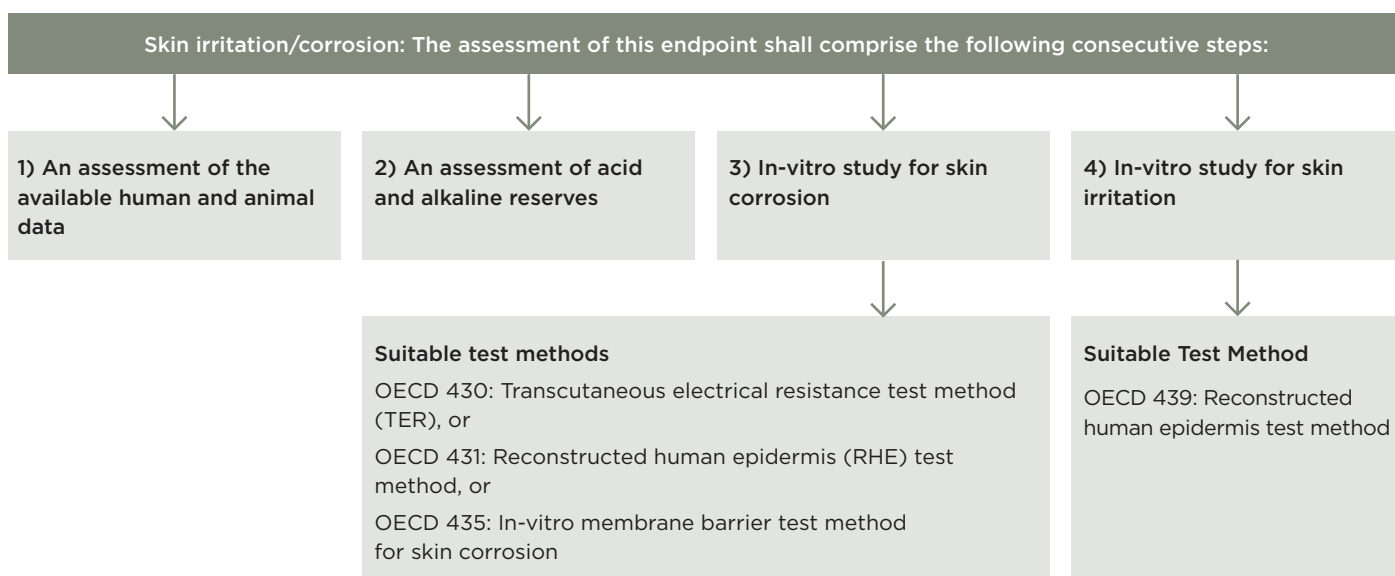 Skin irritation/corrosion: The assessment of this endpoint shall comprise the following consecutive steps:
1) An assessment of the
available human and animal
data
2) An assessment of acid
and alkaline reserves
3) In-vitro study for skin
corrosion
4) In-vitro study for skin
irritation
Suitable test methods
OECD 430: Transcutaneous electrical resistance test method
(TER), or
OECD 431: Reconstructed human epidermis (RHE) test
method, or
OECD 435: In-vitro membrane barrier test method
for skin corrosion
Suitable Test Method
OECD 439: Reconstructed
human epidermis test method